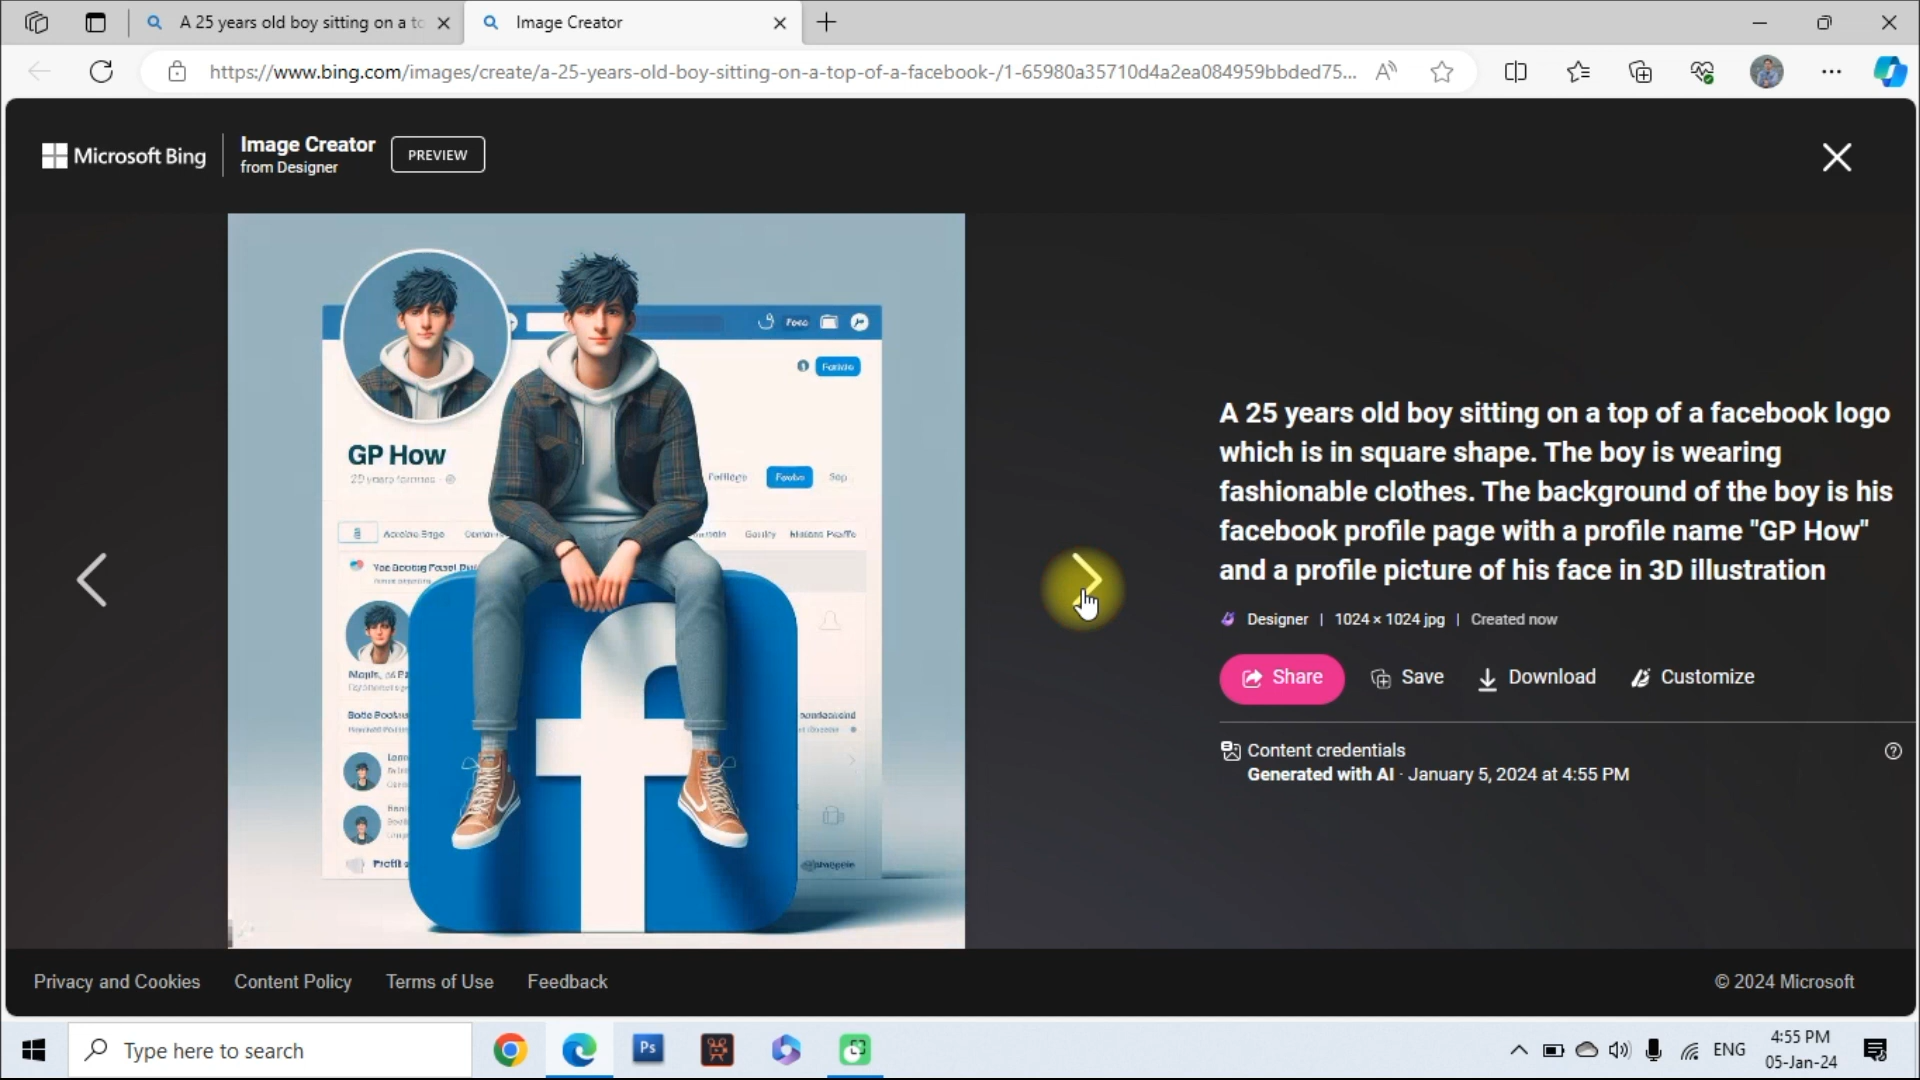 A 25 years old boy sitting on a to
Image Creator
https://www.bing.com/images/create/a-25-years-old-boy-sitting-on-a-top-of-a-facebook-/1-65980a35710d4a2ea084959bbded75...
Microsoft Bing
Image Creator
from Designer
PREVIEW
GP How
A 25 years old boy sitting on a top of a facebook logo
which is in square shape. The boy is wearing
fashionable clothes. The background of the boy is his
facebook profile page with a profile name "GP How"
and a profile picture of his face in 3D illustration
Designer | 1024 × 1024 jpg | Created now
Share
Save
Download
Customize
Content credentials
Generated with AI · January 5, 2024 at 4:55 PM
Privacy and Cookies
Content Policy
Terms of Use
Feedback
© 2024 Microsoft
Type here to search
Ps
ENG
4:55 PM
05-Jan-24